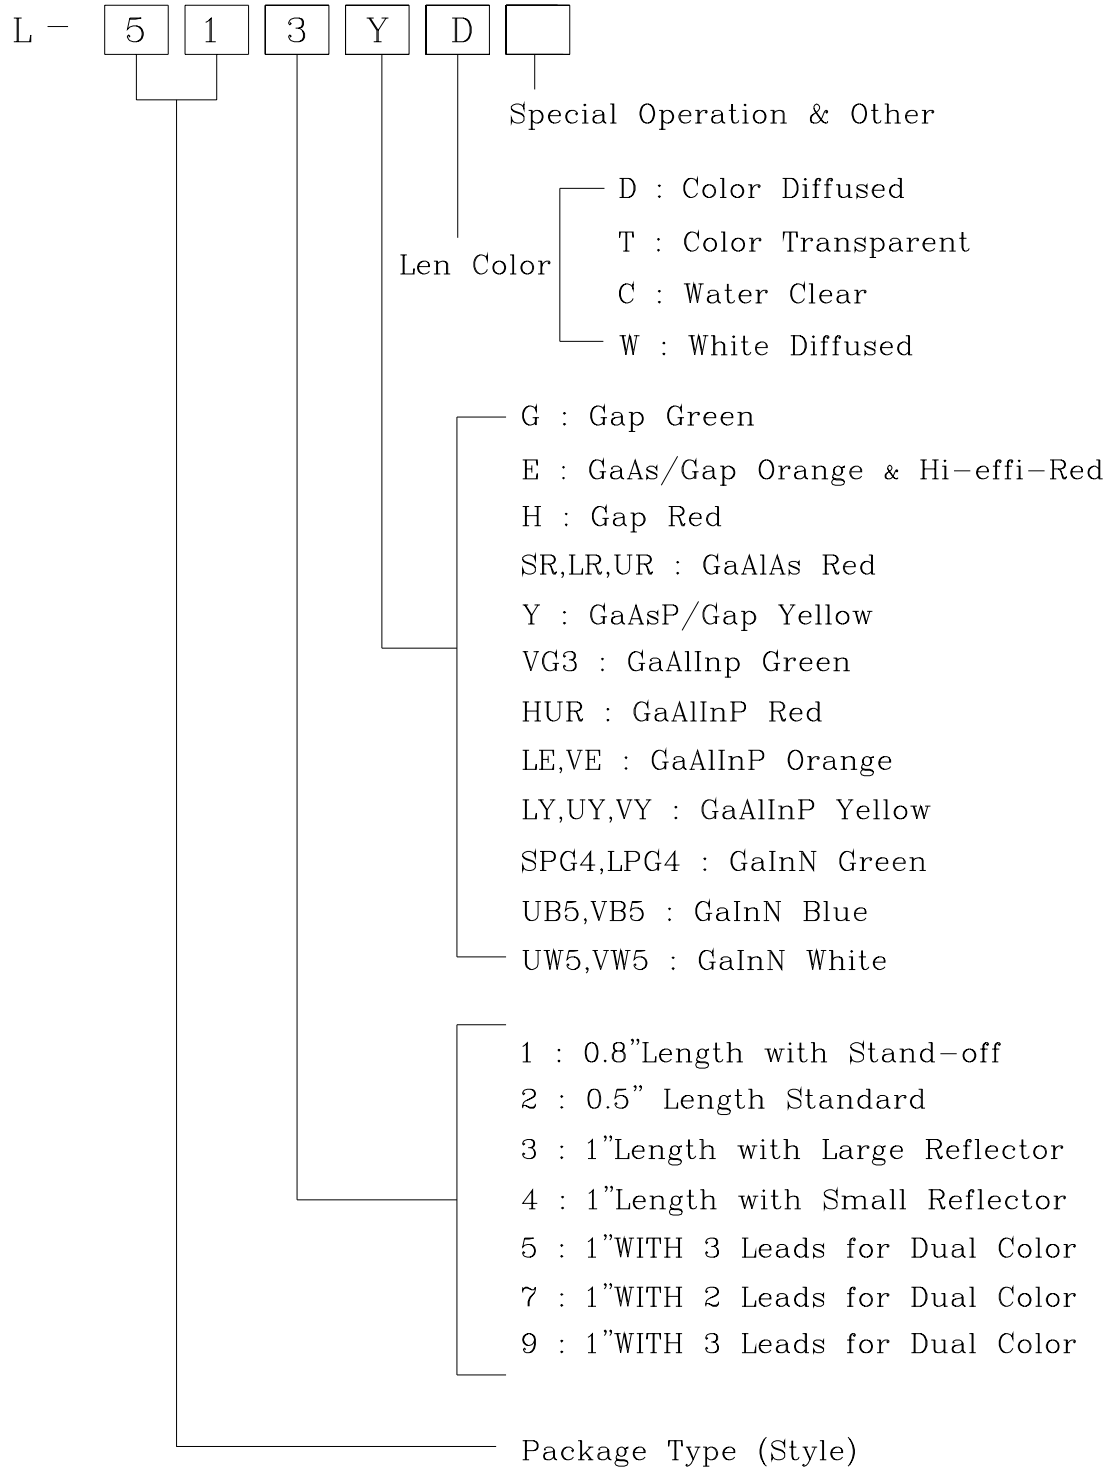 L - 5 1 3 Y D
Special Operation & Other
D : Color Diffused
T : Color Transparent
Len Color
C : Water Clear
W : White Diffused
G : Gap Green
E : GaAs/Gap Orange & Hi-effi-Red
H : Gap Red
SR,LR,UR : GaAlAs Red
Y : GaAsP/Gap Yellow
VG3 : GaAlInp Green
HUR : GaAlInP Red
LE,VE : GaAlInP Orange
LY,UY,VY : GaAlInP Yellow
SPG4,LPG4 : GaInN Green
UB5,VB5 : GaInN Blue
UW5,VW5 : GaInN White
1 : 0.8”Length with Stand-off
2 : 0.5” Length Standard
3 : 1”Length with Large Reflector
4 : 1”Length with Small Reflector
5 : 1”WITH 3 Leads for Dual Color
7 : 1”WITH 2 Leads for Dual Color
9 : 1”WITH 3 Leads for Dual Color
Package Type (Style)